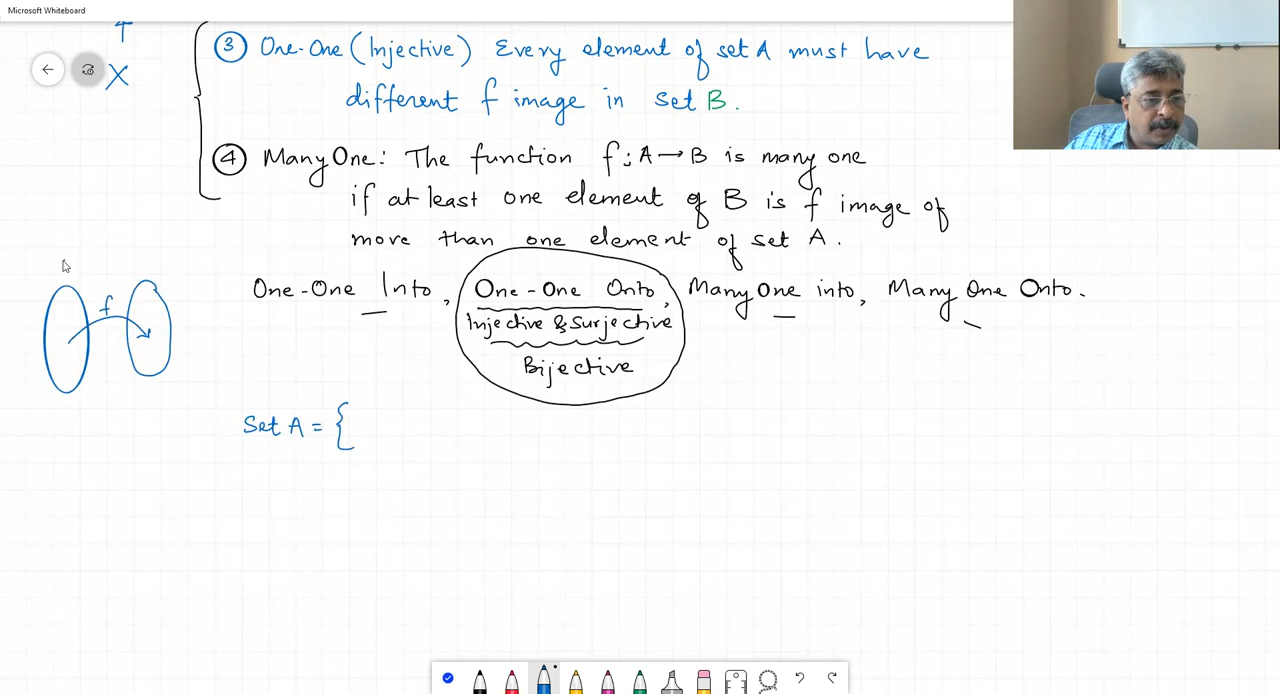 Microsoft Whiteboard
③ One-One (Injective) Every element of set A must have
different f image in set B.
X
④ Many One: The function f: A → B is many one
if at least one element of B is f image of
more than one element of set A.
One-One Into, One-One Onto, Many One into, Many One Onto.
Injective & Surjective
Bijective
f
Set A = {